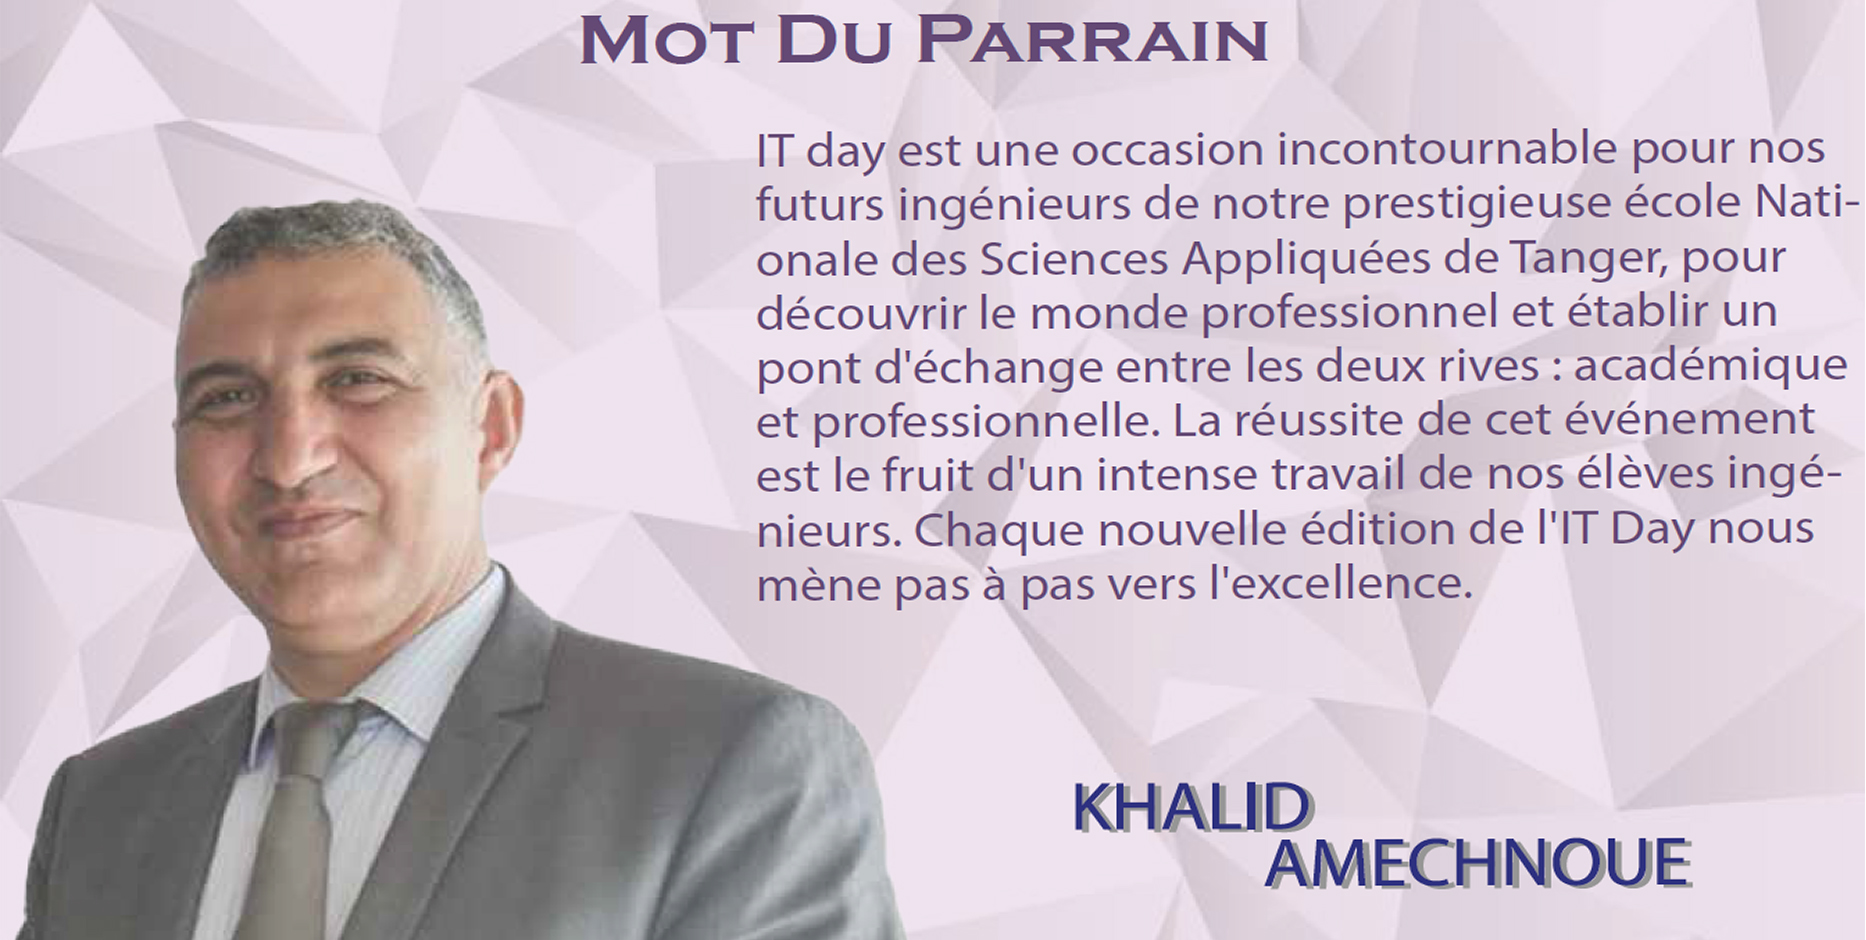 Mot Du Parrain
IT day est une occasion incontournable pour nos
futurs ingénieurs de notre prestigieuse école Nati-
onale des Sciences Appliquées de Tanger, pour
découvrir le monde professionnel et établir un
pont d'échange entre les deux rives : académique
et professionnelle. La réussite de cet événement
est le fruit d'un intense travail de nos élèves ingé-
nieurs. Chaque nouvelle édition de l'IT Day nous
mène pas à pas vers l'excellence.
KHALID
AMECHNOUE